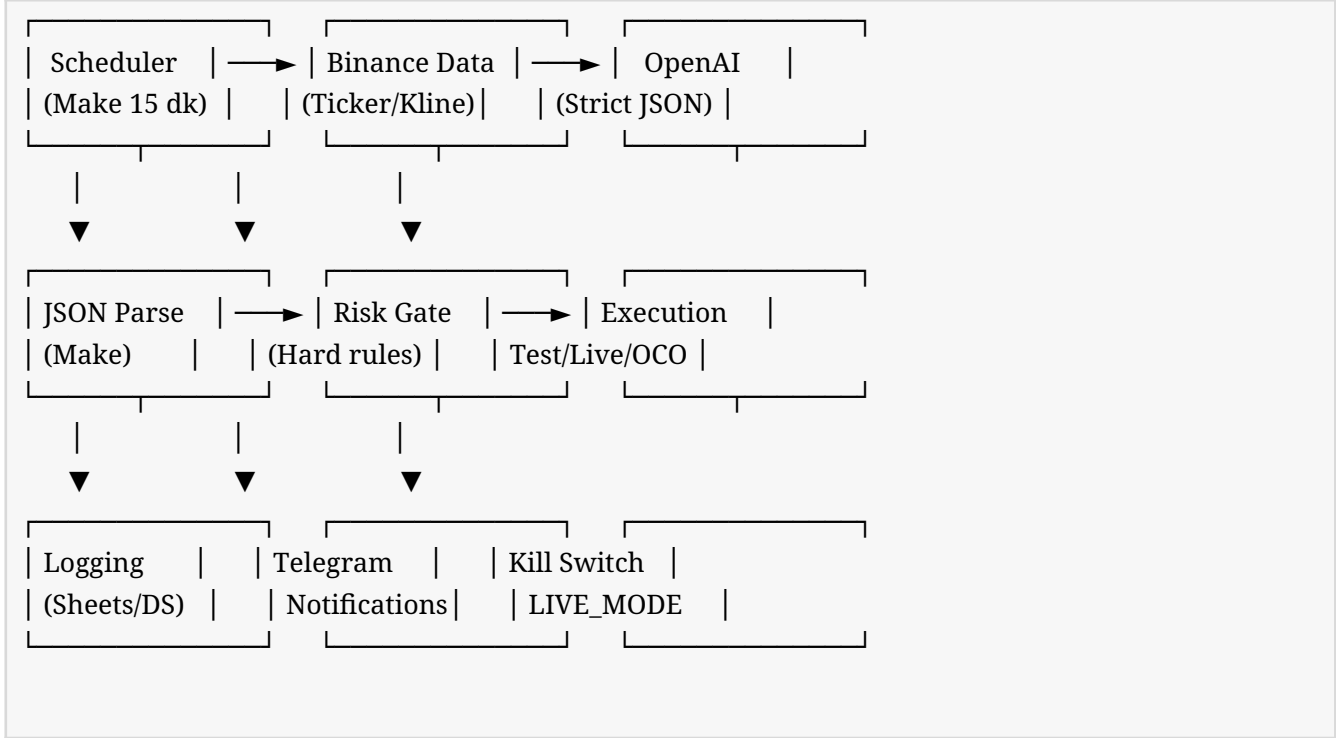 Scheduler Binance Data OpenAI
(Make 15 dk) (Ticker/Kline) (Strict JSON)
JSON Parse Risk Gate Execution
(Make) (Hard rules) Test/Live/OCO
Logging Telegram Kill Switch
(Sheets/DS) Notifications LIVE_MODE